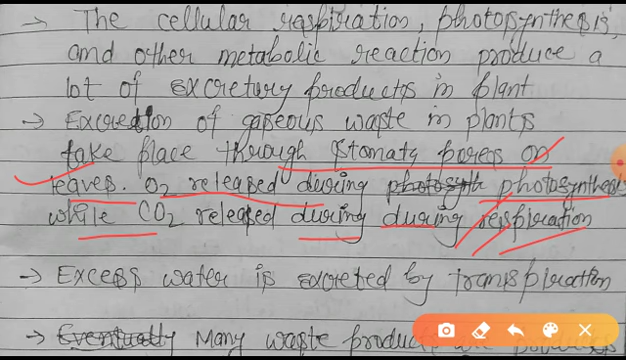 → The cellular respiration, photosynthesis,
and other metabolic reaction produce a
lot of excretory products in plant
→ Excretion of gaseous waste in plants
take place through stomata pores on
leaves. O2 released during photosynthesis
while CO2 released during during respiration
→ Excess water is excreted by transpiration
→ Eventually Many waste products